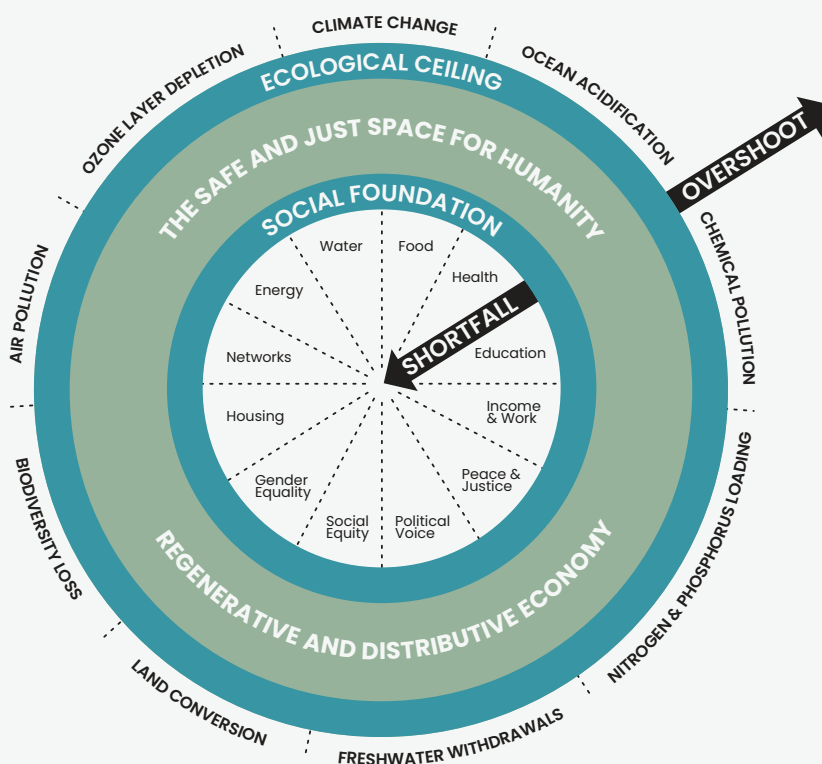 CLIMATE CHANGE
OCEAN ACIDIFICATION
CHEMICAL POLLUTION
NITROGEN & PHOSPHORUS LOADING
FRESHWATER WITHDRAWALS
LAND CONVERSION
BIODIVERSITY LOSS
AIR POLLUTION
OZONE LAYER DEPLETION
ECOLOGICAL CEILING
OVERSHOOT
THE SAFE AND JUST SPACE FOR HUMANITY
SOCIAL FOUNDATION
Water
Food
Health
Energy
SHORTFALL
Networks
Education
Housing
Income
& Work
Gender
Equality
Peace &
Justice
Social
Equity
Political
Voice
REGENERATIVE AND DISTRIBUTIVE ECONOMY